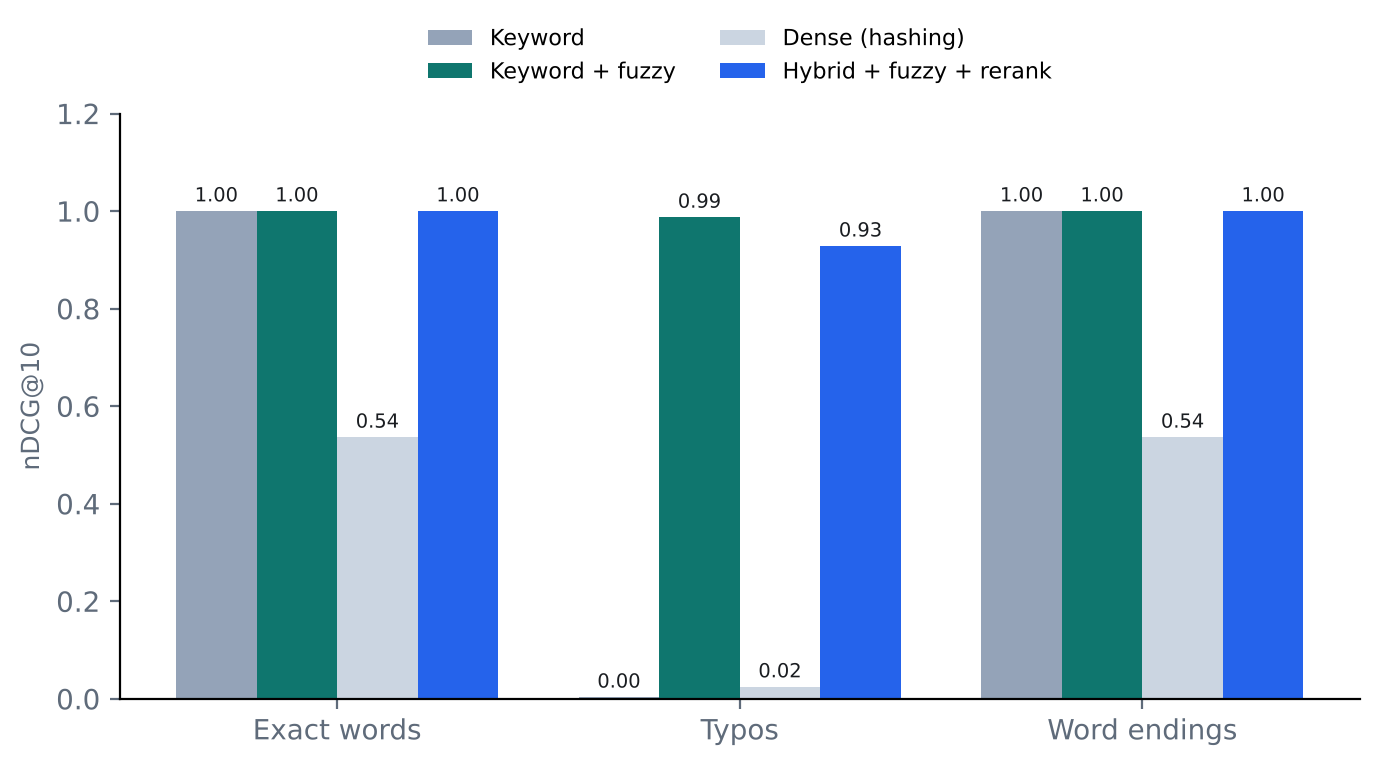 Keyword
Keyword + fuzzy
Dense (hashing)
Hybrid + fuzzy + rerank
nDCG@10
1.2
1.0
0.8
0.6
0.4
0.2
0.0
1.00 1.00 0.54 1.00
0.00 0.99 0.02 0.93
1.00 1.00 0.54 1.00
Exact words Typos Word endings